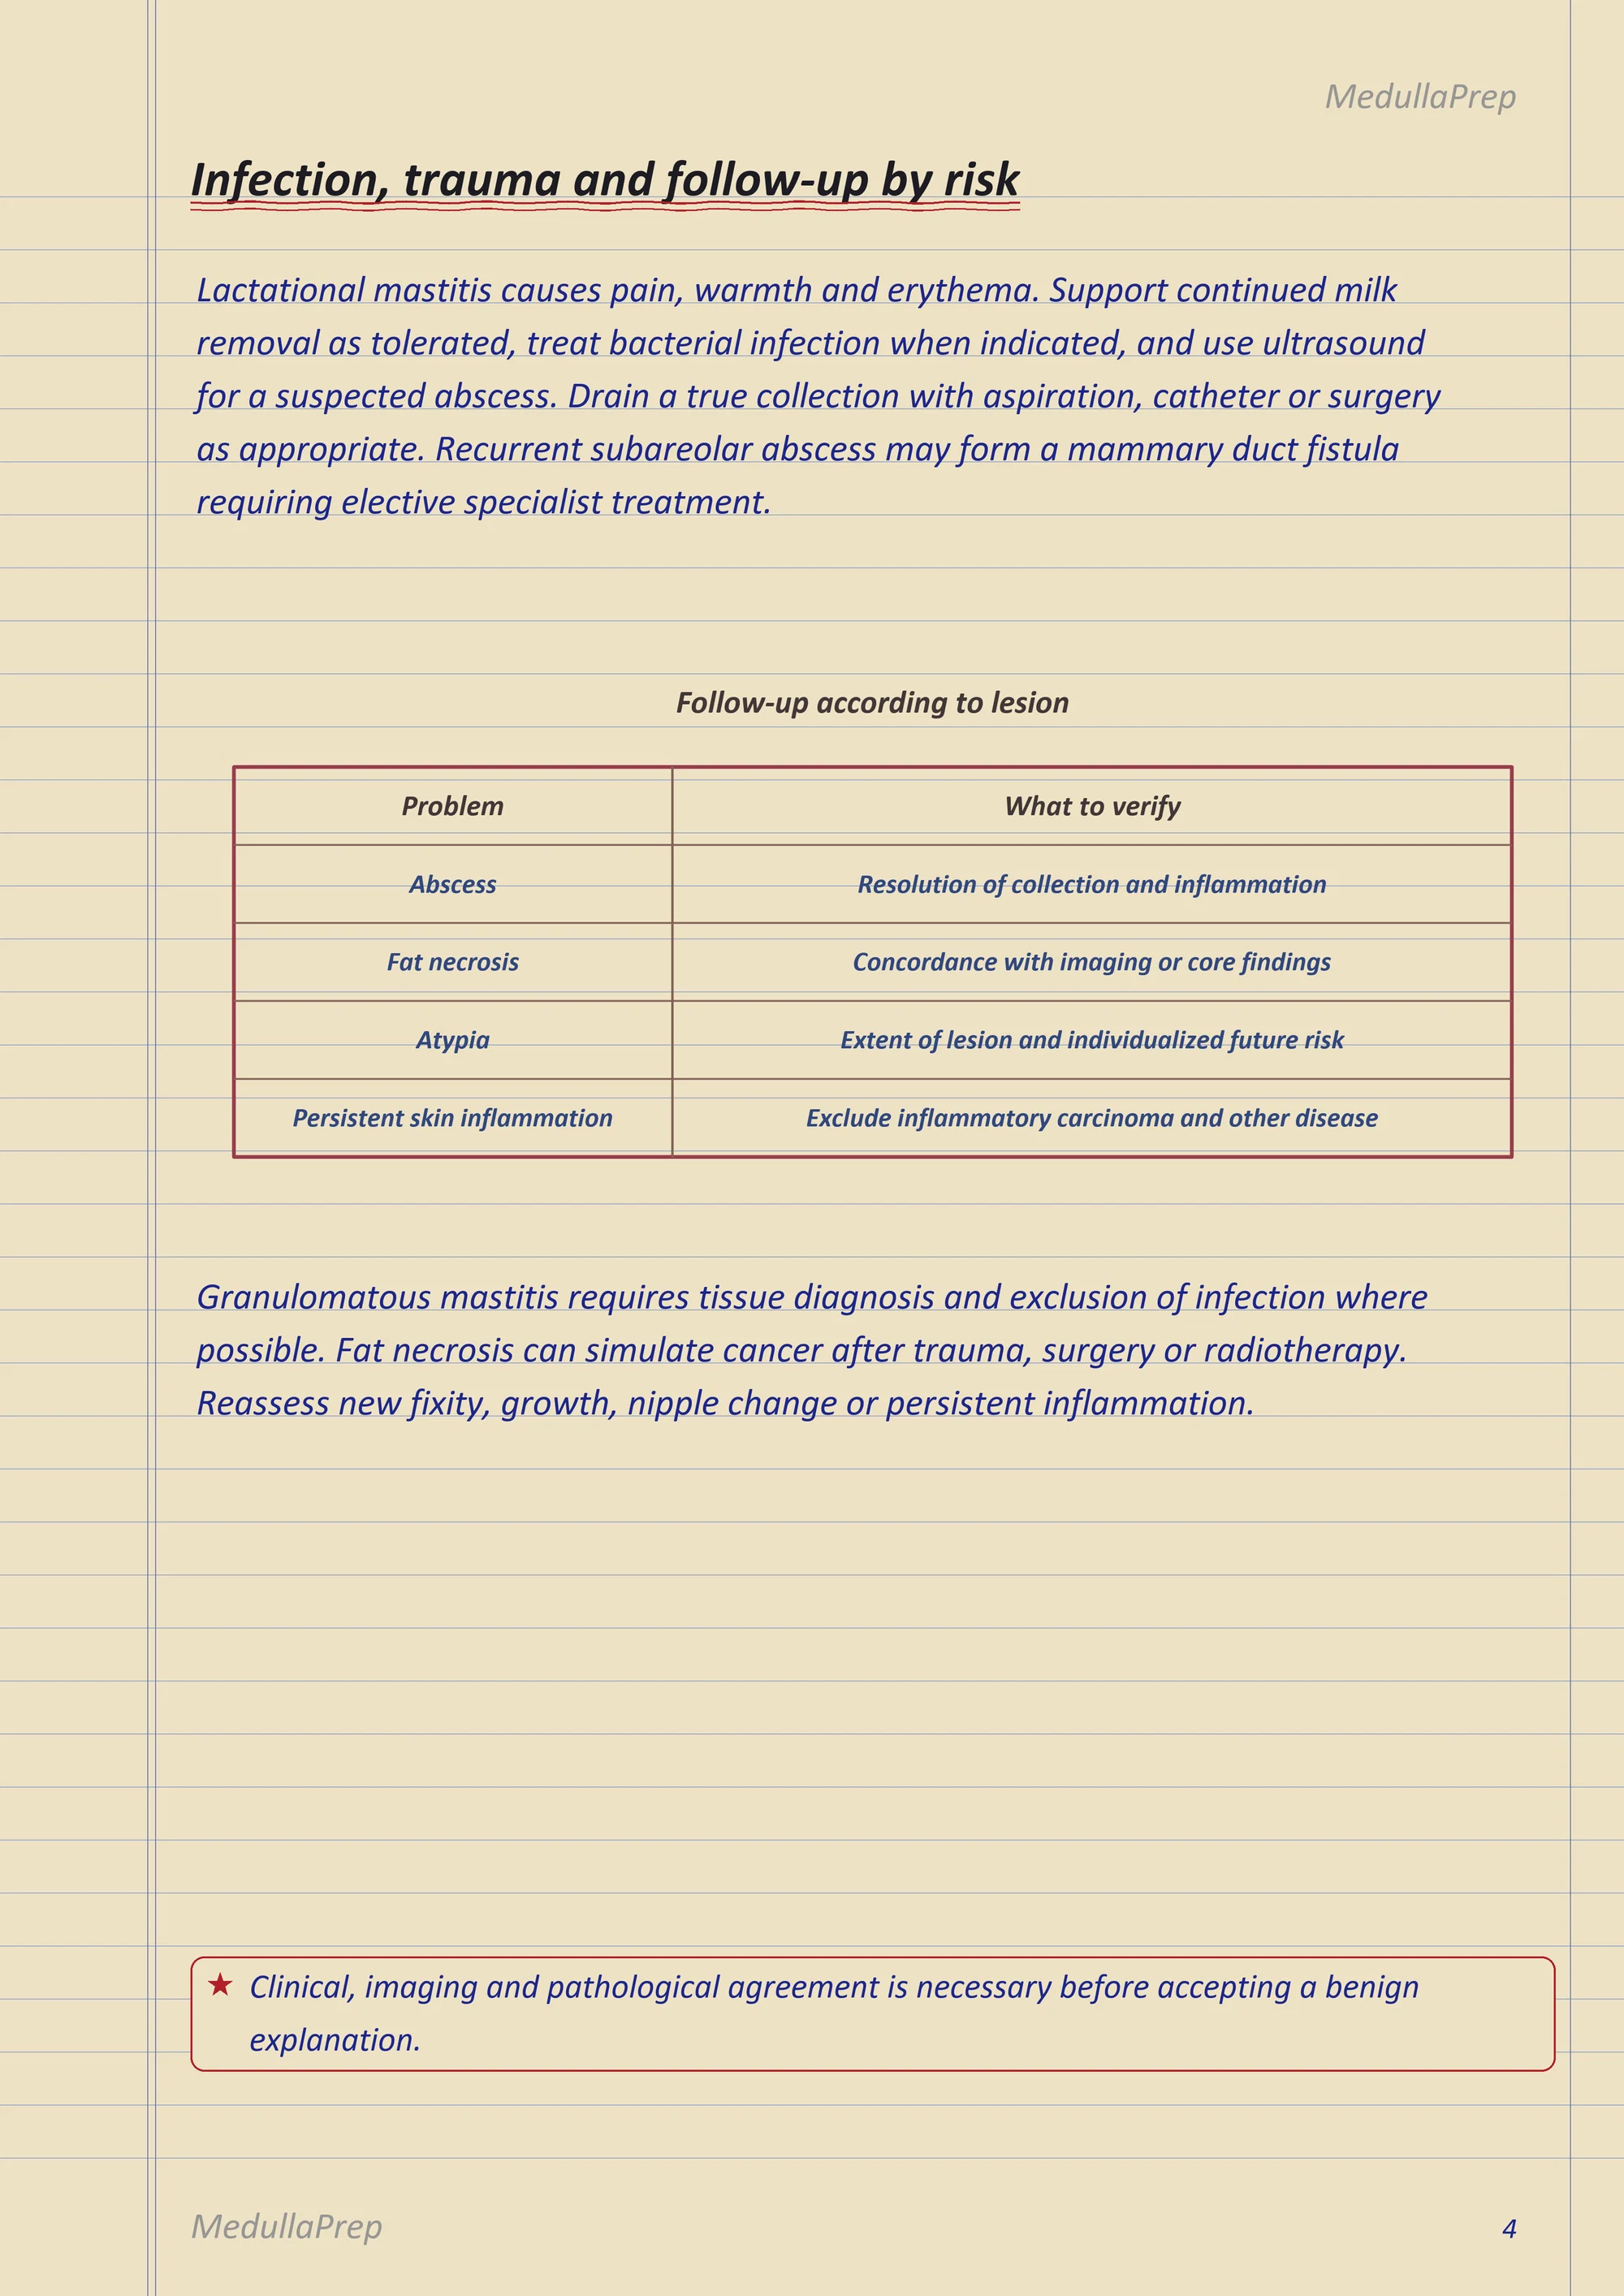 MedullaPrep
Infection, trauma and follow-up by risk
Lactational mastitis causes pain, warmth and erythema. Support continued milk
removal as tolerated, treat bacterial infection when indicated, and use ultrasound
for a suspected abscess. Drain a true collection with aspiration, catheter or surgery
as appropriate. Recurrent subareolar abscess may form a mammary duct fistula
requiring elective specialist treatment.
Follow-up according to lesion
Problem What to verify
Abscess Resolution of collection and inflammation
Fat necrosis Concordance with imaging or core findings
Atypia Extent of lesion and individualized future risk
Persistent skin inflammation Exclude inflammatory carcinoma and other disease
Granulomatous mastitis requires tissue diagnosis and exclusion of infection where
possible. Fat necrosis can simulate cancer after trauma, surgery or radiotherapy.
Reassess new fixity, growth, nipple change or persistent inflammation.
★ Clinical, imaging and pathological agreement is necessary before accepting a benign
explanation.
MedullaPrep 4